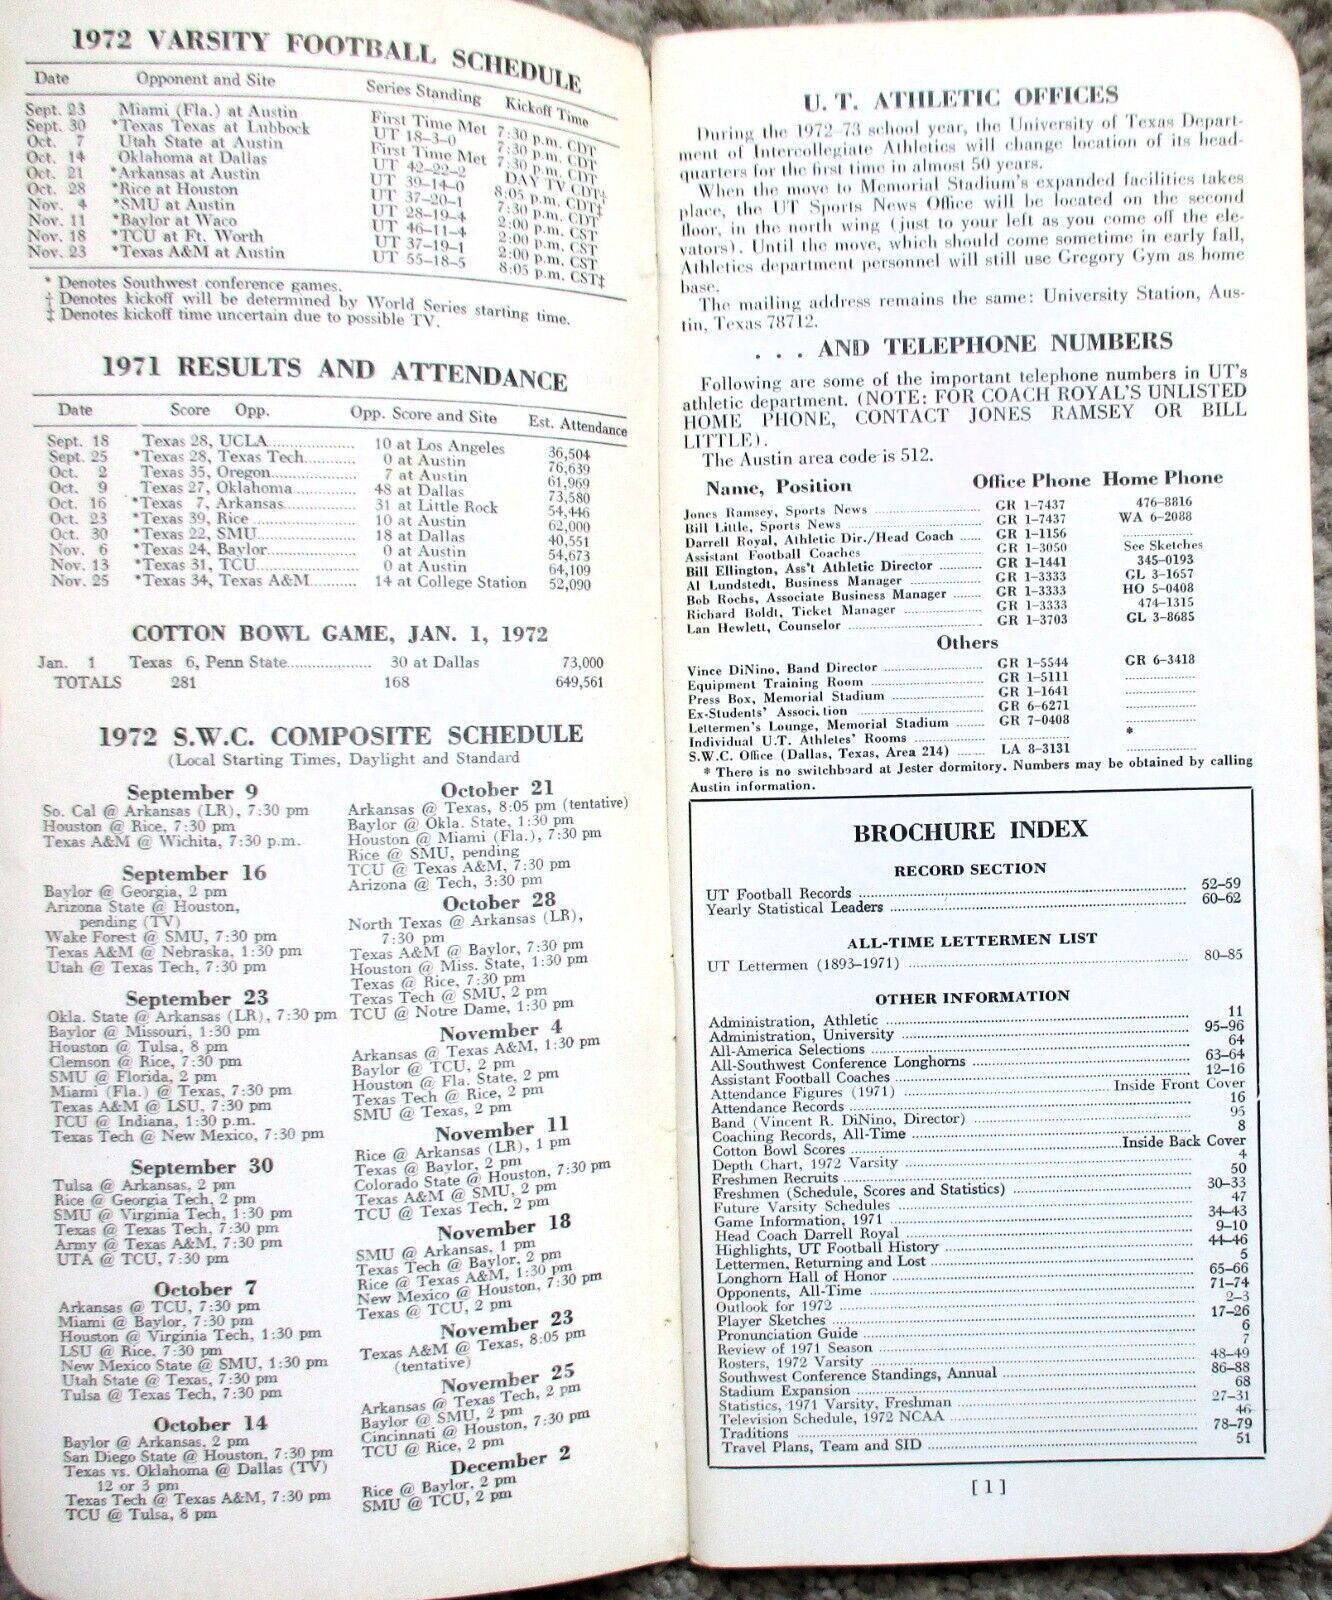 1972 VARSITY FOOTBALL SCHEDULE
Date Opponent and Site Series Standing Kickoff Time
Sept. 23 Miami (Fla.) at Austin First Time Met 7:30 p.m. CDT
Sept. 30 *Texas Texas at Lubbock UT 18-3-0 7:30 p.m. CDT
Oct. 7 Utah State at Austin First Time Met 7:30 p.m. CDT
Oct. 14 Oklahoma at Dallas UT 42-22-2 DAY TV CDT‡
Oct. 21 *Arkansas at Austin UT 39-14-0 8:05 p.m. CDT‡
Oct. 28 *Rice at Houston UT 37-20-1 7:30 p.m. CDT
Nov. 4 *SMU at Austin UT 28-19-4 2:00 p.m. CST
Nov. 11 *Baylor at Waco UT 46-11-4 2:00 p.m. CST
Nov. 18 *TCU at Ft. Worth UT 37-19-1 2:00 p.m. CST
Nov. 23 *Texas A&M at Austin UT 55-18-5 8:05 p.m. CST‡
* Denotes Southwest conference games.
† Denotes kickoff will be determined by World Series starting time.
‡ Denotes kickoff time uncertain due to possible TV.
1971 RESULTS AND ATTENDANCE
Date Score Opp. Opp. Score and Site Est. Attendance
Sept. 18 Texas 28, UCLA 10 at Los Angeles 36,504
Sept. 25 *Texas 28, Texas Tech 0 at Austin 76,639
Oct. 2 Texas 35, Oregon 7 at Austin 61,969
Oct. 9 Texas 27, Oklahoma 48 at Dallas 73,580
Oct. 16 *Texas 7, Arkansas 31 at Little Rock 54,446
Oct. 23 *Texas 39, Rice 10 at Austin 62,000
Oct. 30 *Texas 22, SMU 18 at Dallas 40,551
Nov. 6 *Texas 24, Baylor 0 at Austin 54,673
Nov. 13 *Texas 31, TCU 0 at Austin 64,109
Nov. 25 *Texas 34, Texas A&M 14 at College Station 52,090
COTTON BOWL GAME, JAN. 1, 1972
Jan. 1 Texas 6, Penn State 30 at Dallas 73,000
TOTALS 281 168 649,561
1972 S.W.C. COMPOSITE SCHEDULE
(Local Starting Times, Daylight and Standard
September 9
So. Cal @ Arkansas (LR), 7:30 pm
Houston @ Rice, 7:30 pm
Texas A&M @ Wichita, 7:30 p.m.
September 16
Baylor @ Georgia, 2 pm
Arizona State @ Houston,
pending (TV)
Wake Forest @ SMU, 7:30 pm
Texas A&M @ Nebraska, 1:30 pm
Utah @ Texas Tech, 7:30 pm
September 23
Okla. State @ Arkansas (LR), 7:30 pm
Baylor @ Missouri, 1:30 pm
Houston @ Tulsa, 8 pm
Clemson @ Rice, 7:30 pm
SMU @ Florida, 2 pm
Miami (Fla.) @ Texas, 7:30 pm
Texas A&M @ LSU, 7:30 pm
TCU @ Indiana, 1:30 p.m.
Texas Tech @ New Mexico, 7:30 pm
September 30
Tulsa @ Arkansas, 2 pm
Rice @ Georgia Tech, 2 pm
SMU @ Virginia Tech, 1:30 pm
Texas @ Texas Tech, 7:30 pm
Army @ Texas A&M, 7:30 pm
UTA @ TCU, 7:30 pm
October 7
Arkansas @ TCU, 7:30 pm
Miami @ Baylor, 7:30 pm
Houston @ Virginia Tech, 1:30 pm
LSU @ Rice, 7:30 pm
New Mexico State @ SMU, 1:30 pm
Utah State @ Texas, 7:30 pm
Tulsa @ Texas Tech, 7:30 pm
October 14
Baylor @ Arkansas, 2 pm
San Diego State @ Houston, 7:30 pm
Texas vs. Oklahoma @ Dallas (TV)
12 or 3 pm
Texas Tech @ Texas A&M, 7:30 pm
TCU @ Tulsa, 8 pm
October 21
Arkansas @ Texas, 8:05 pm (tentative)
Baylor @ Okla. State, 1:30 pm
Houston @ Miami (Fla.), 7:30 pm
Rice @ SMU, pending
TCU @ Texas A&M, 7:30 pm
Arizona @ Tech, 3:30 pm
October 28
North Texas @ Arkansas (LR),
7:30 pm
Texas A&M @ Baylor, 7:30 pm
Houston @ Miss. State, 1:30 pm
Texas @ Rice, 7:30 pm
Texas Tech @ SMU, 2 pm
TCU @ Notre Dame, 1:30 pm
November 4
Arkansas @ Texas A&M, 1:30 pm
Baylor @ TCU, 2 pm
Houston @ Fla. State, 2 pm
Texas Tech @ Rice, 2 pm
SMU @ Texas, 2 pm
November 11
Rice @ Arkansas (LR), 1 pm
Texas @ Baylor, 2 pm
Colorado State @ Houston, 7:30 pm
Texas A&M @ SMU, 2 pm
TCU @ Texas Tech, 2 pm
November 18
SMU @ Arkansas, 1 pm
Texas Tech @ Baylor, 2 pm
Rice @ Texas A&M, 1:30 pm
New Mexico @ Houston, 7:30 pm
Texas @ TCU, 2 pm
November 23
Texas A&M @ Texas, 8:05 pm
(tentative)
November 25
Arkansas @ Texas Tech, 2 pm
Baylor @ SMU, 2 pm
Cincinnati @ Houston, 7:30 pm
TCU @ Rice, 2 pm
December 2
Rice @ Baylor, 2 pm
SMU @ TCU, 2 pm
U. T. ATHLETIC OFFICES
During the 1972-73 school year, the University of Texas Depart-
ment of Intercollegiate Athletics will change location of its head-
quarters for the first time in almost 50 years.
When the move to Memorial Stadium's expanded facilities takes
place, the UT Sports News Office will be located on the second
floor, in the north wing (just to your left as you come off the ele-
vators). Until the move, which should come sometime in early fall,
Athletics department personnel will still use Gregory Gym as home
base.
The mailing address remains the same: University Station, Aus-
tin, Texas 78712.
. . . AND TELEPHONE NUMBERS
Following are some of the important telephone numbers in UT's
athletic department. (NOTE: FOR COACH ROYAL'S UNLISTED
HOME PHONE, CONTACT JONES RAMSEY OR BILL
LITTLE).
The Austin area code is 512.
Name, Position Office Phone Home Phone
Jones Ramsey, Sports News GR 1-7437 476-8816
Bill Little, Sports News GR 1-7437 WA 6-2088
Darrell Royal, Athletic Dir./Head Coach GR 1-1156
Assistant Football Coaches GR 1-3050 See Sketches
Bill Ellington, Ass't Athletic Director GR 1-1441 345-0193
Al Lundstedt, Business Manager GR 1-3333 GL 3-1657
Bob Rochs, Associate Business Manager GR 1-3333 HO 5-0408
Richard Boldt, Ticket Manager GR 1-3333 474-1315
Lan Hewlett, Counselor GR 1-3703 GL 3-8685
Others
Vince DiNino, Band Director GR 1-5544 GR 6-3418
Equipment Training Room GR 1-5111
Press Box, Memorial Stadium GR 1-1641
Ex-Students' Association GR 6-6271
Lettermen's Lounge, Memorial Stadium GR 7-0408
Individual U.T. Athletes' Rooms *
S.W.C. Office (Dallas, Texas, Area 214) LA 8-3131
* There is no switchboard at Jester dormitory. Numbers may be obtained by calling
Austin information.
BROCHURE INDEX
RECORD SECTION
UT Football Records 52–59
Yearly Statistical Leaders 60–62
ALL-TIME LETTERMEN LIST
UT Lettermen (1893–1971) 80–85
OTHER INFORMATION
Administration, Athletic 11
Administration, University 95–96
All-America Selections 64
All-Southwest Conference Longhorns 63–64
Assistant Football Coaches 12–16
Attendance Figures (1971) Inside Front Cover
Attendance Records 16
Band (Vincent R. DiNino, Director) 95
Coaching Records, All-Time 8
Cotton Bowl Scores Inside Back Cover
Depth Chart, 1972 Varsity 4
Freshmen Recruits 50
Freshmen (Schedule, Scores and Statistics) 30–33
Future Varsity Schedules 47
Game Information, 1971 34–43
Head Coach Darrell Royal 9–10
Highlights, UT Football History 44–46
Lettermen, Returning and Lost 5
Longhorn Hall of Honor 65–66
Opponents, All-Time 71–74
Outlook for 1972 2–3
Player Sketches 17–26
Pronunciation Guide 6
Review of 1971 Season 7
Rosters, 1972 Varsity 48–49
Southwest Conference Standings, Annual 86–88
Stadium Expansion 68
Statistics, 1971 Varsity, Freshman 27–31
Television Schedule, 1972 NCAA 46
Traditions 78–79
Travel Plans, Team and SID 51
[ 1 ]